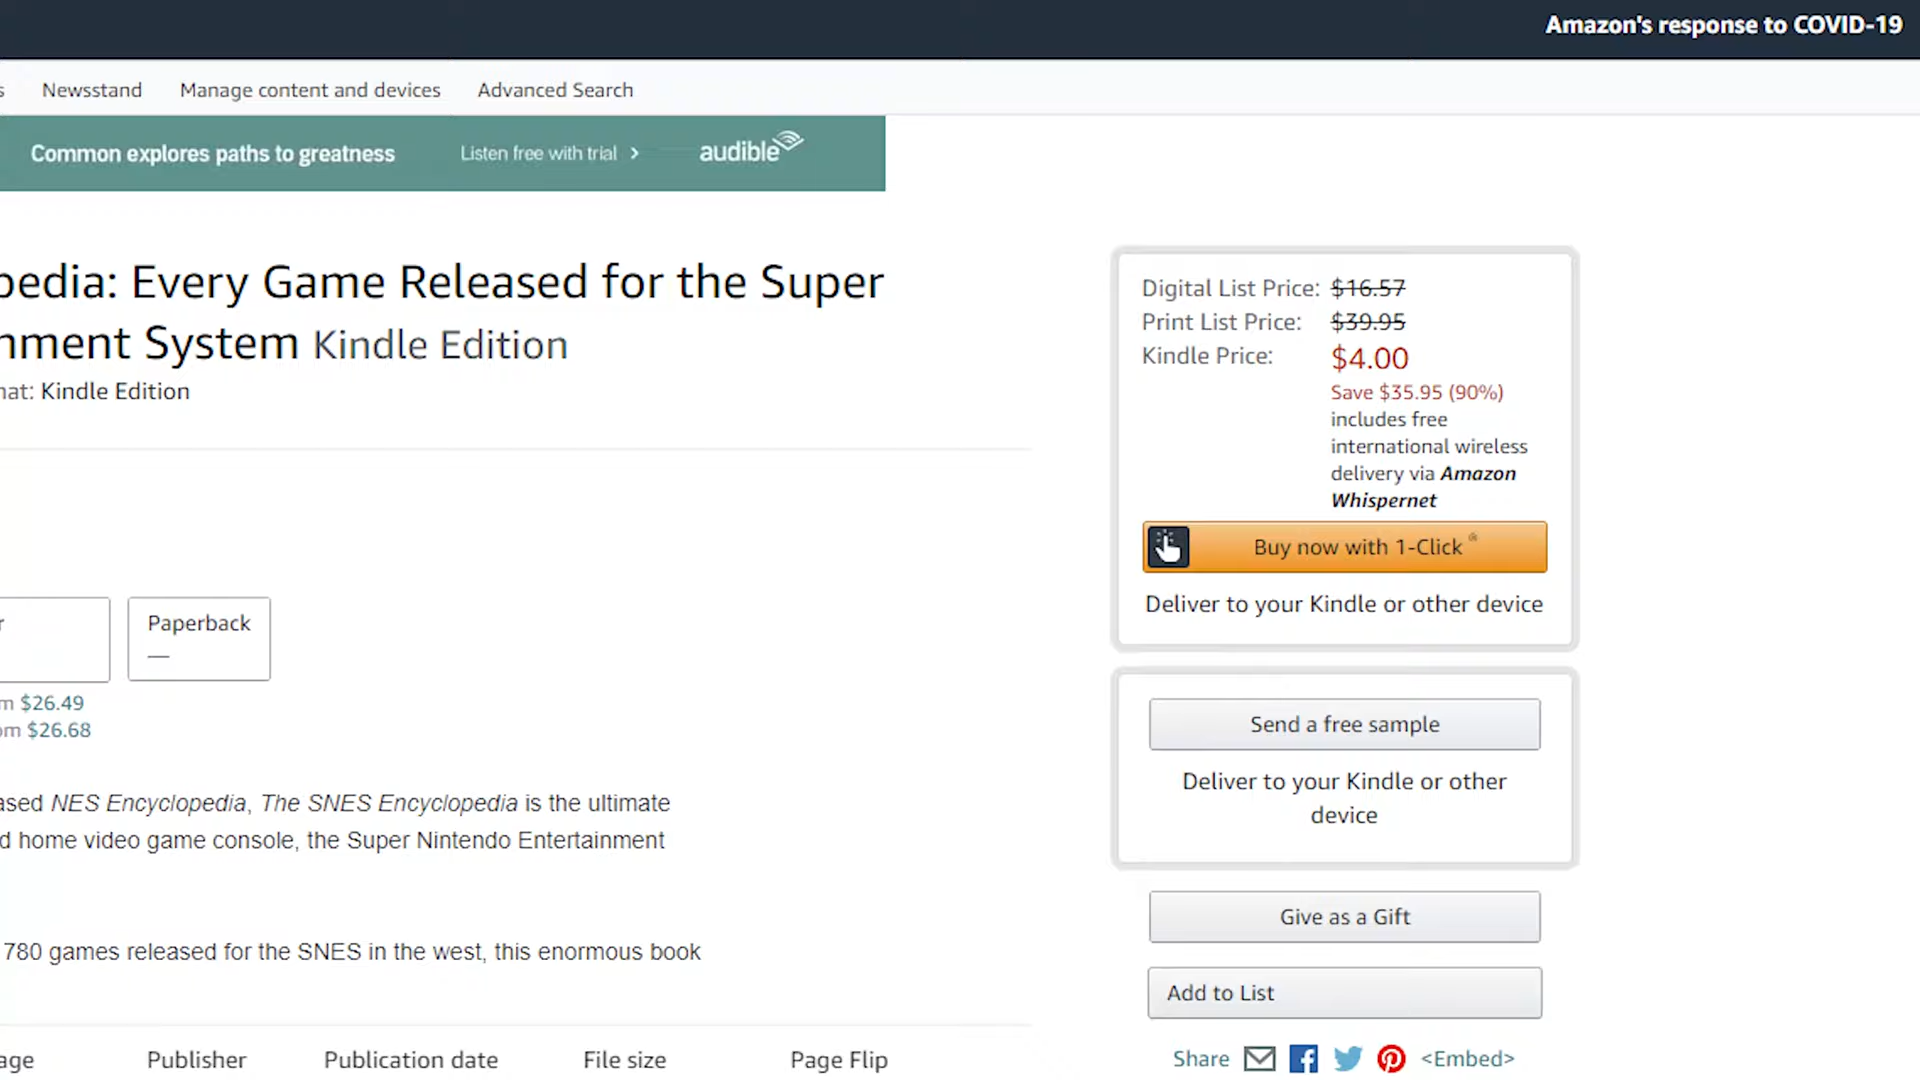 Amazon's response to COVID-19
s Newsstand Manage content and devices Advanced Search
Common explores paths to greatness Listen free with trial > audible
pedia: Every Game Released for the Super
nment System Kindle Edition
nat: Kindle Edition
Digital List Price: $16.57
Print List Price: $39.95
Kindle Price: $4.00
Save $35.95 (90%)
includes free
international wireless
delivery via Amazon
Whispernet
Buy now with 1-Click ®
Deliver to your Kindle or other device
r
Paperback
—
m $26.49
om $26.68
Send a free sample
Deliver to your Kindle or other
device
ased NES Encyclopedia, The SNES Encyclopedia is the ultimate
d home video game console, the Super Nintendo Entertainment
780 games released for the SNES in the west, this enormous book
Give as a Gift
Add to List
age Publisher Publication date File size Page Flip
Share <Embed>